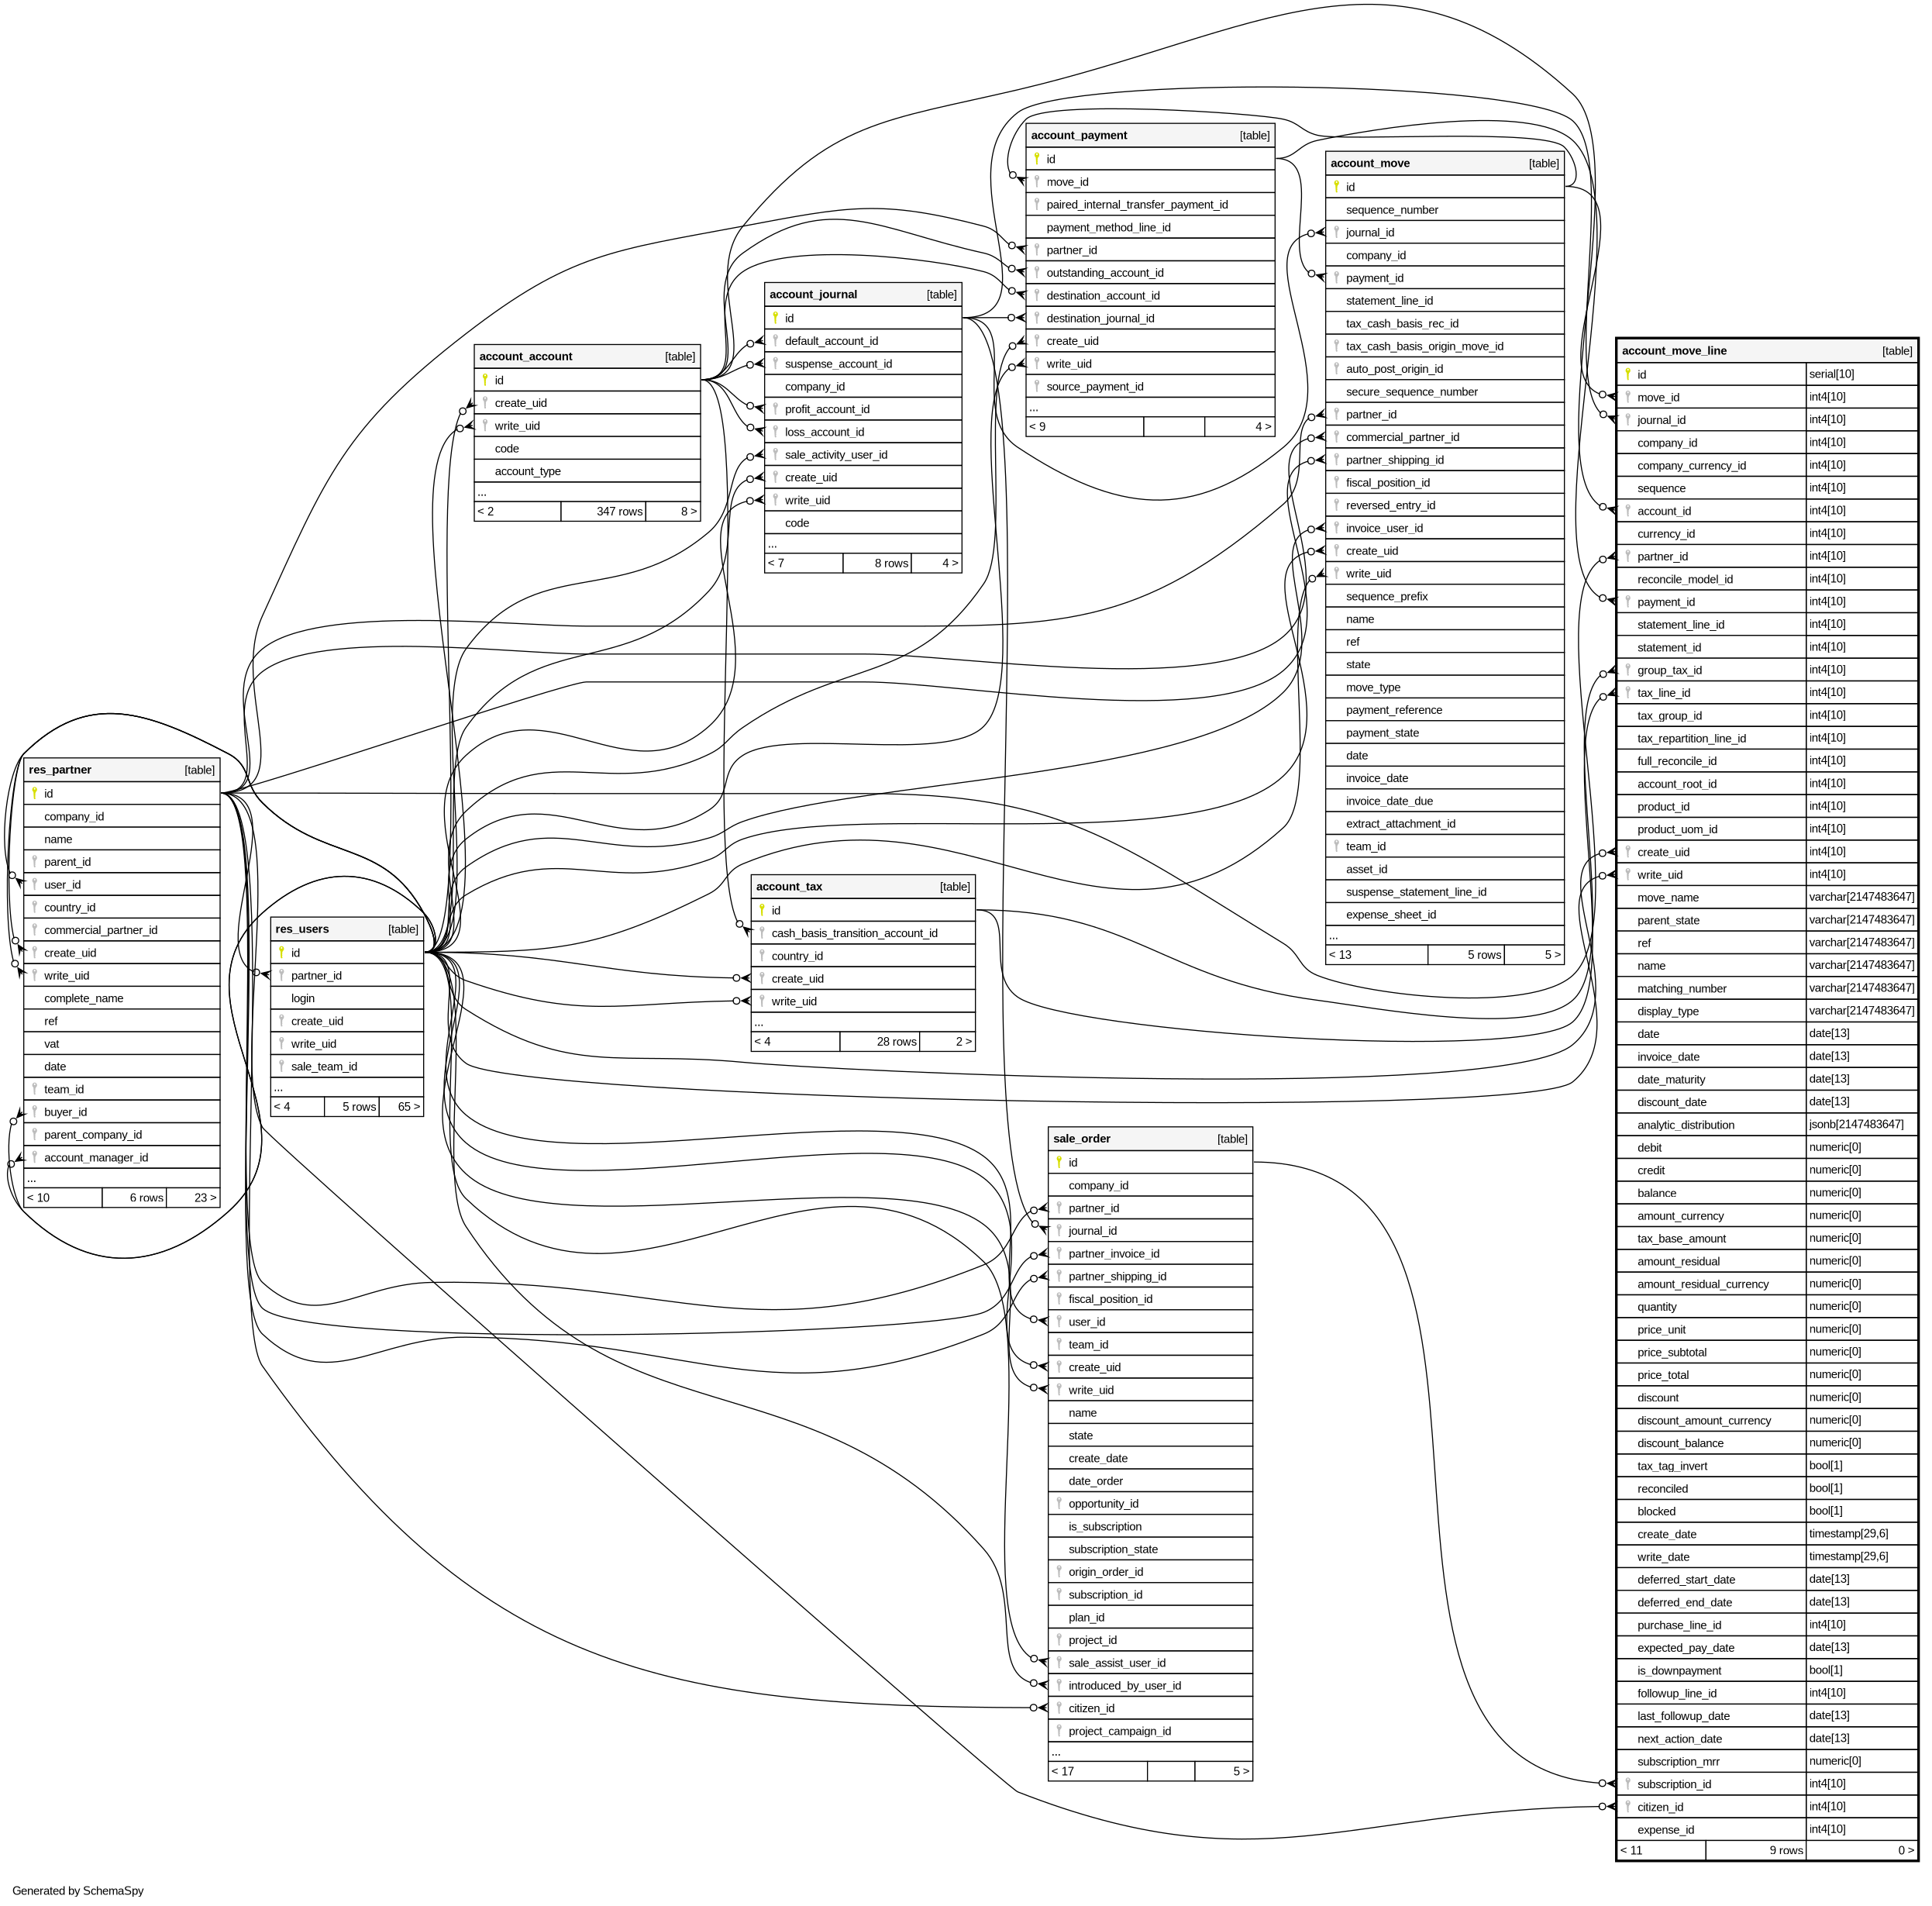 account_payment [table]
id
move_id
paired_internal_transfer_payment_id
payment_method_line_id
partner_id
outstanding_account_id
destination_account_id
destination_journal_id
create_uid
write_uid
source_payment_id
...
< 9 4 >
account_move [table]
id
sequence_number
journal_id
company_id
payment_id
statement_line_id
tax_cash_basis_rec_id
tax_cash_basis_origin_move_id
auto_post_origin_id
secure_sequence_number
partner_id
commercial_partner_id
partner_shipping_id
fiscal_position_id
reversed_entry_id
invoice_user_id
create_uid
write_uid
sequence_prefix
name
ref
state
move_type
payment_reference
payment_state
date
invoice_date
invoice_date_due
extract_attachment_id
team_id
asset_id
suspense_statement_line_id
expense_sheet_id
...
< 13 5 rows 5 >
account_journal [table]
id
default_account_id
suspense_account_id
company_id
profit_account_id
loss_account_id
sale_activity_user_id
create_uid
write_uid
code
...
< 7 8 rows 4 >
account_account [table]
id
create_uid
write_uid
code
account_type
...
< 2 347 rows 8 >
account_move_line [table]
id serial[10]
move_id int4[10]
journal_id int4[10]
company_id int4[10]
company_currency_id int4[10]
sequence int4[10]
account_id int4[10]
currency_id int4[10]
partner_id int4[10]
reconcile_model_id int4[10]
payment_id int4[10]
statement_line_id int4[10]
statement_id int4[10]
group_tax_id int4[10]
tax_line_id int4[10]
tax_group_id int4[10]
tax_repartition_line_id int4[10]
full_reconcile_id int4[10]
account_root_id int4[10]
product_id int4[10]
product_uom_id int4[10]
create_uid int4[10]
write_uid int4[10]
move_name varchar[2147483647]
parent_state varchar[2147483647]
ref varchar[2147483647]
name varchar[2147483647]
matching_number varchar[2147483647]
display_type varchar[2147483647]
date date[13]
invoice_date date[13]
date_maturity date[13]
discount_date date[13]
analytic_distribution jsonb[2147483647]
debit numeric[0]
credit numeric[0]
balance numeric[0]
amount_currency numeric[0]
tax_base_amount numeric[0]
amount_residual numeric[0]
amount_residual_currency numeric[0]
quantity numeric[0]
price_unit numeric[0]
price_subtotal numeric[0]
price_total numeric[0]
discount numeric[0]
discount_amount_currency numeric[0]
discount_balance numeric[0]
tax_tag_invert bool[1]
reconciled bool[1]
blocked bool[1]
create_date timestamp[29,6]
write_date timestamp[29,6]
deferred_start_date date[13]
deferred_end_date date[13]
purchase_line_id int4[10]
expected_pay_date date[13]
is_downpayment bool[1]
followup_line_id int4[10]
last_followup_date date[13]
next_action_date date[13]
subscription_mrr numeric[0]
subscription_id int4[10]
citizen_id int4[10]
expense_id int4[10]
< 11 9 rows 0 >
res_partner [table]
id
company_id
name
parent_id
user_id
country_id
commercial_partner_id
create_uid
write_uid
complete_name
ref
vat
date
team_id
buyer_id
parent_company_id
account_manager_id
...
< 10 6 rows 23 >
res_users [table]
id
partner_id
login
create_uid
write_uid
sale_team_id
...
< 4 5 rows 65 >
account_tax [table]
id
cash_basis_transition_account_id
country_id
create_uid
write_uid
...
< 4 28 rows 2 >
sale_order [table]
id
company_id
partner_id
journal_id
partner_invoice_id
partner_shipping_id
fiscal_position_id
user_id
team_id
create_uid
write_uid
name
state
create_date
date_order
opportunity_id
is_subscription
subscription_state
origin_order_id
subscription_id
plan_id
project_id
sale_assist_user_id
introduced_by_user_id
citizen_id
project_campaign_id
...
< 17 5 >
Generated by SchemaSpy